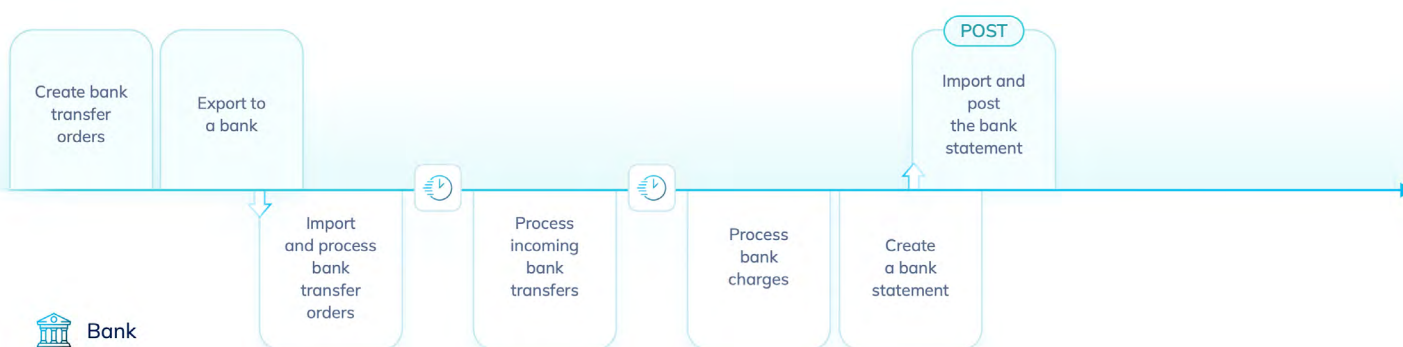 Create bank
transfer
orders
Export to
a bank
Import
and process
bank
transfer
orders
Process
incoming
bank
transfers
Process
bank
charges
Create
a bank
statement
POST
Import and
post
the bank
statement
Bank